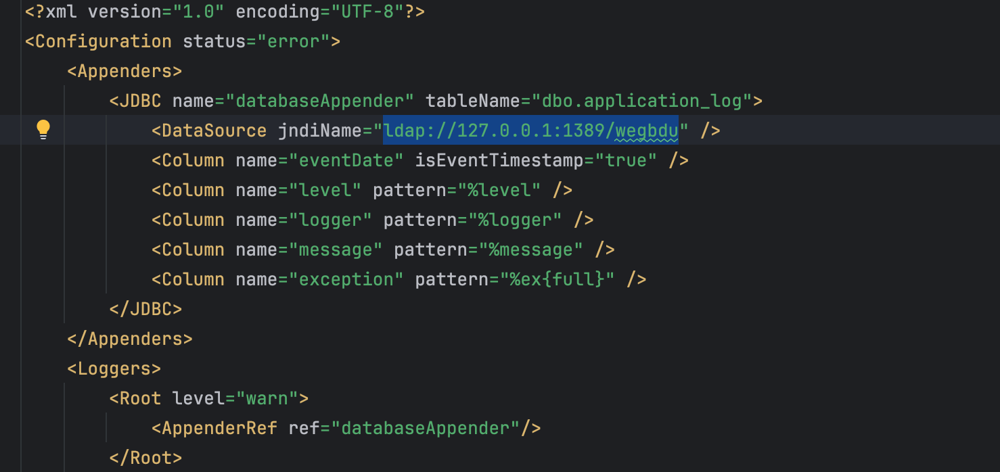 <?xml version="1.0" encoding="UTF-8"?>
<Configuration status="error">
<Appenders>
<JDBC name="databaseAppender" tableName="dbo.application_log">
<DataSource jndiName="ldap://127.0.0.1:1389/wegbdu" />
<Column name="eventDate" isEventTimestamp="true" />
<Column name="level" pattern="%level" />
<Column name="logger" pattern="%logger" />
<Column name="message" pattern="%message" />
<Column name="exception" pattern="%ex{full}" />
</JDBC>
</Appenders>
<Loggers>
<Root level="warn">
<AppenderRef ref="databaseAppender"/>
</Root>